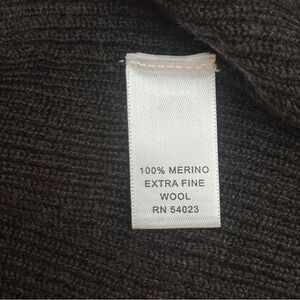 100% MERINO
EXTRA FINE
WOOL
RN 54023